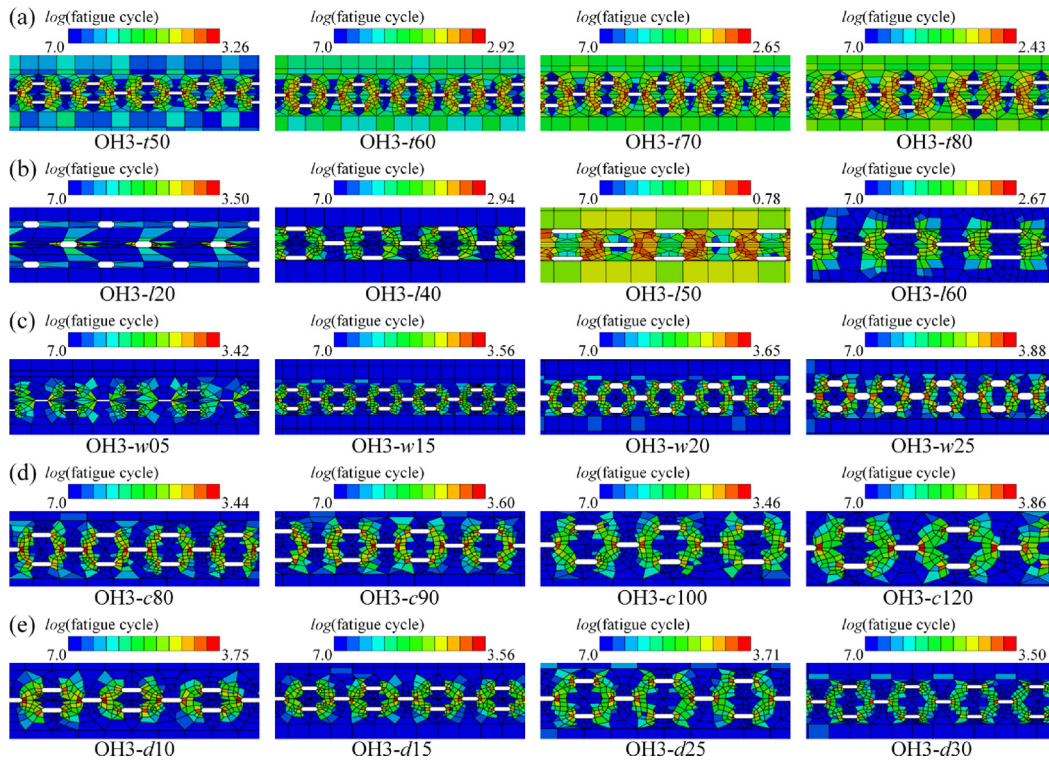 (a) log(fatigue cycle) log(fatigue cycle) log(fatigue cycle) log(fatigue cycle)
7.0 3.26 7.0 2.92 7.0 2.65 7.0 2.43
OH3-t50 OH3-t60 OH3-t70 OH3-t80
(b) log(fatigue cycle) log(fatigue cycle) log(fatigue cycle) log(fatigue cycle)
7.0 3.50 7.0 2.94 7.0 0.78 7.0 2.67
OH3-l20 OH3-l40 OH3-l50 OH3-l60
(c) log(fatigue cycle) log(fatigue cycle) log(fatigue cycle) log(fatigue cycle)
7.0 3.42 7.0 3.56 7.0 3.65 7.0 3.88
OH3-w05 OH3-w15 OH3-w20 OH3-w25
(d) log(fatigue cycle) log(fatigue cycle) log(fatigue cycle) log(fatigue cycle)
7.0 3.44 7.0 3.60 7.0 3.46 7.0 3.86
OH3-c80 OH3-c90 OH3-c100 OH3-c120
(e) log(fatigue cycle) log(fatigue cycle) log(fatigue cycle) log(fatigue cycle)
7.0 3.75 7.0 3.56 7.0 3.71 7.0 3.50
OH3-d10 OH3-d15 OH3-d25 OH3-d30